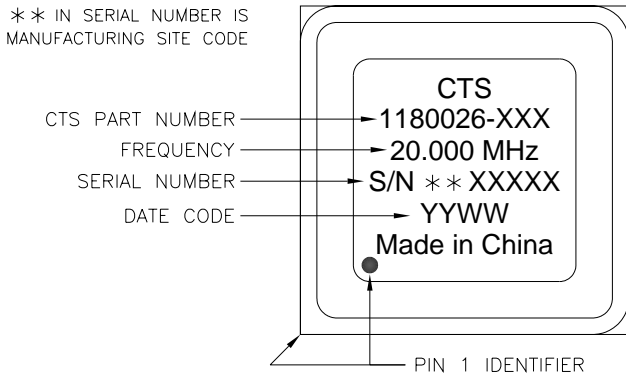 ** IN SERIAL NUMBER IS
MANUFACTURING SITE CODE
CTS
CTS PART NUMBER
1180026-XXX
FREQUENCY
20.000 MHz
SERIAL NUMBER
S/N **XXXXX
DATE CODE
YYWW
Made in China
PIN 1 IDENTIFIER